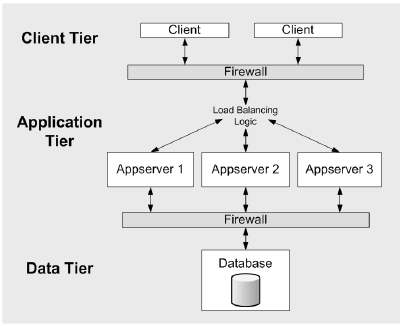 Client Tier
Client
Client
Firewall
Load Balancing
Logic
Application
Tier
Appserver 1
Appserver 2
Appserver 3
Firewall
Data Tier
Database